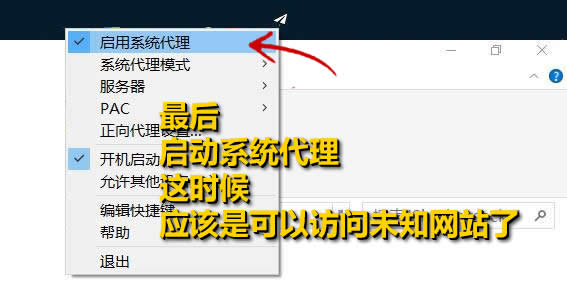 启用系统代理
系统代理模式
服务器
PAC
正向代理设置...
开机启动
允许其他
编辑快捷键
帮助
退出
最后
启动系统代理
这时候
应该是可以访问未知网站了